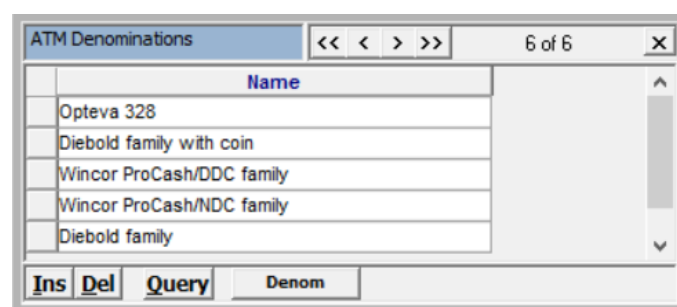 ATM Denominations << < > >> 6 of 6 ×
Name
Opteva 328
Diebold family with coin
Wincor ProCash/DDC family
Wincor ProCash/NDC family
Diebold family
Ins Del Query Denom